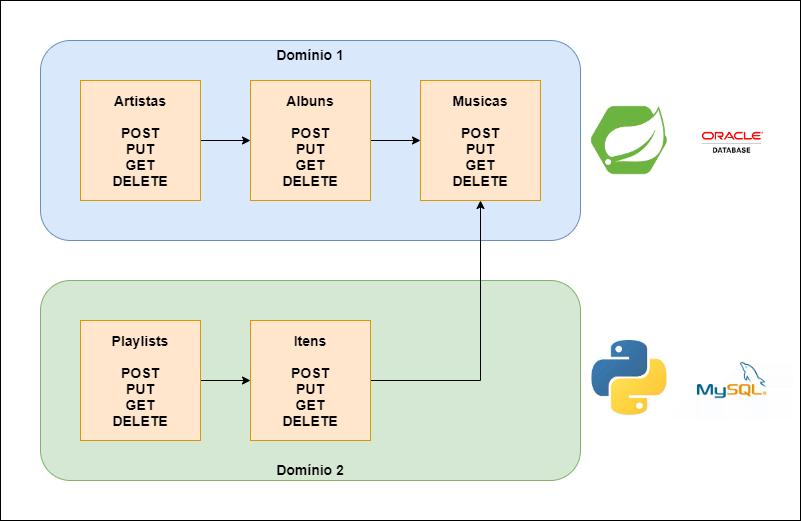 Domínio 1
Artistas
POST
PUT
GET
DELETE
Albuns
POST
PUT
GET
DELETE
Musicas
POST
PUT
GET
DELETE
ORACLE
DATABASE
Playlists
POST
PUT
GET
DELETE
Itens
POST
PUT
GET
DELETE
MySQL
Domínio 2